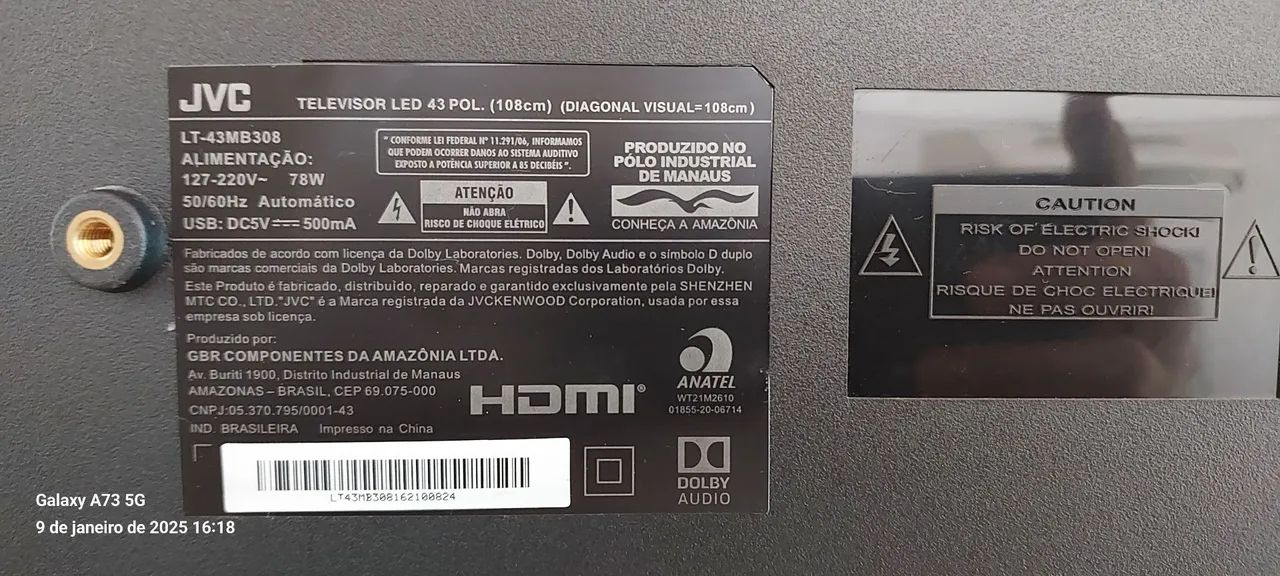 JVC
TELEVISOR LED 43 POL. (108cm) (DIAGONAL VISUAL=108cm)
LT-43MB308
ALIMENTAÇÃO:
127-220V~ 78W
50/60Hz Automático
USB: DC5V⎓500mA
"CONFORME LEI FEDERAL Nº 11.291/06, INFORMAMOS
QUE PODEM OCORRER DANOS AO SISTEMA AUDITIVO
EXPOSTO A POTÊNCIA SUPERIOR A 85 DECIBÉIS".
ATENÇÃO
NÃO ABRA
RISCO DE CHOQUE ELÉTRICO
PRODUZIDO NO
PÓLO INDUSTRIAL
DE MANAUS
CONHEÇA A AMAZÔNIA
Fabricados de acordo com licença da Dolby Laboratories. Dolby, Dolby Audio e o símbolo D duplo
são marcas comerciais da Dolby Laboratories. Marcas registradas dos Laboratórios Dolby.
Este Produto é fabricado, distribuído, reparado e garantido exclusivamente pela SHENZHEN
MTC CO., LTD."JVC" é a Marca registrada da JVCKENWOOD Corporation, usada por essa
empresa sob licença.
Produzido por:
GBR COMPONENTES DA AMAZÔNIA LTDA.
Av. Buriti 1900, Distrito Industrial de Manaus
AMAZONAS – BRASIL, CEP 69.075-000
CNPJ:05.370.795/0001-43
IND. BRASILEIRA Impresso na China
HDMI®
ANATEL
WT21M2610
01855-20-06714
LT43MB308162100824
DOLBY
AUDIO
CAUTION
RISK OF ELECTRIC SHOCK!
DO NOT OPEN!
ATTENTION
RISQUE DE CHOC ELECTRIQUE!
NE PAS OUVRIR!
Galaxy A73 5G
9 de janeiro de 2025 16:18